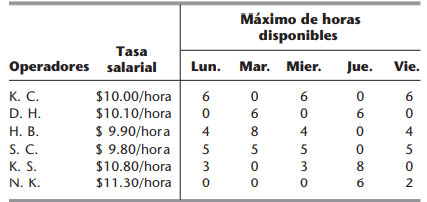 Máximo de horas
disponibles
Tasa
Operadores salarial Lun. Mar. Mier. Jue. Vie.
K. C. $10.00/hora 6 0 6 0 6
D. H. $10.10/hora 0 6 0 6 0
H. B. $ 9.90/hora 4 8 4 0 4
S. C. $ 9.80/hora 5 5 5 0 5
K. S. $10.80/hora 3 0 3 8 0
N. K. $11.30/hora 0 0 0 6 2